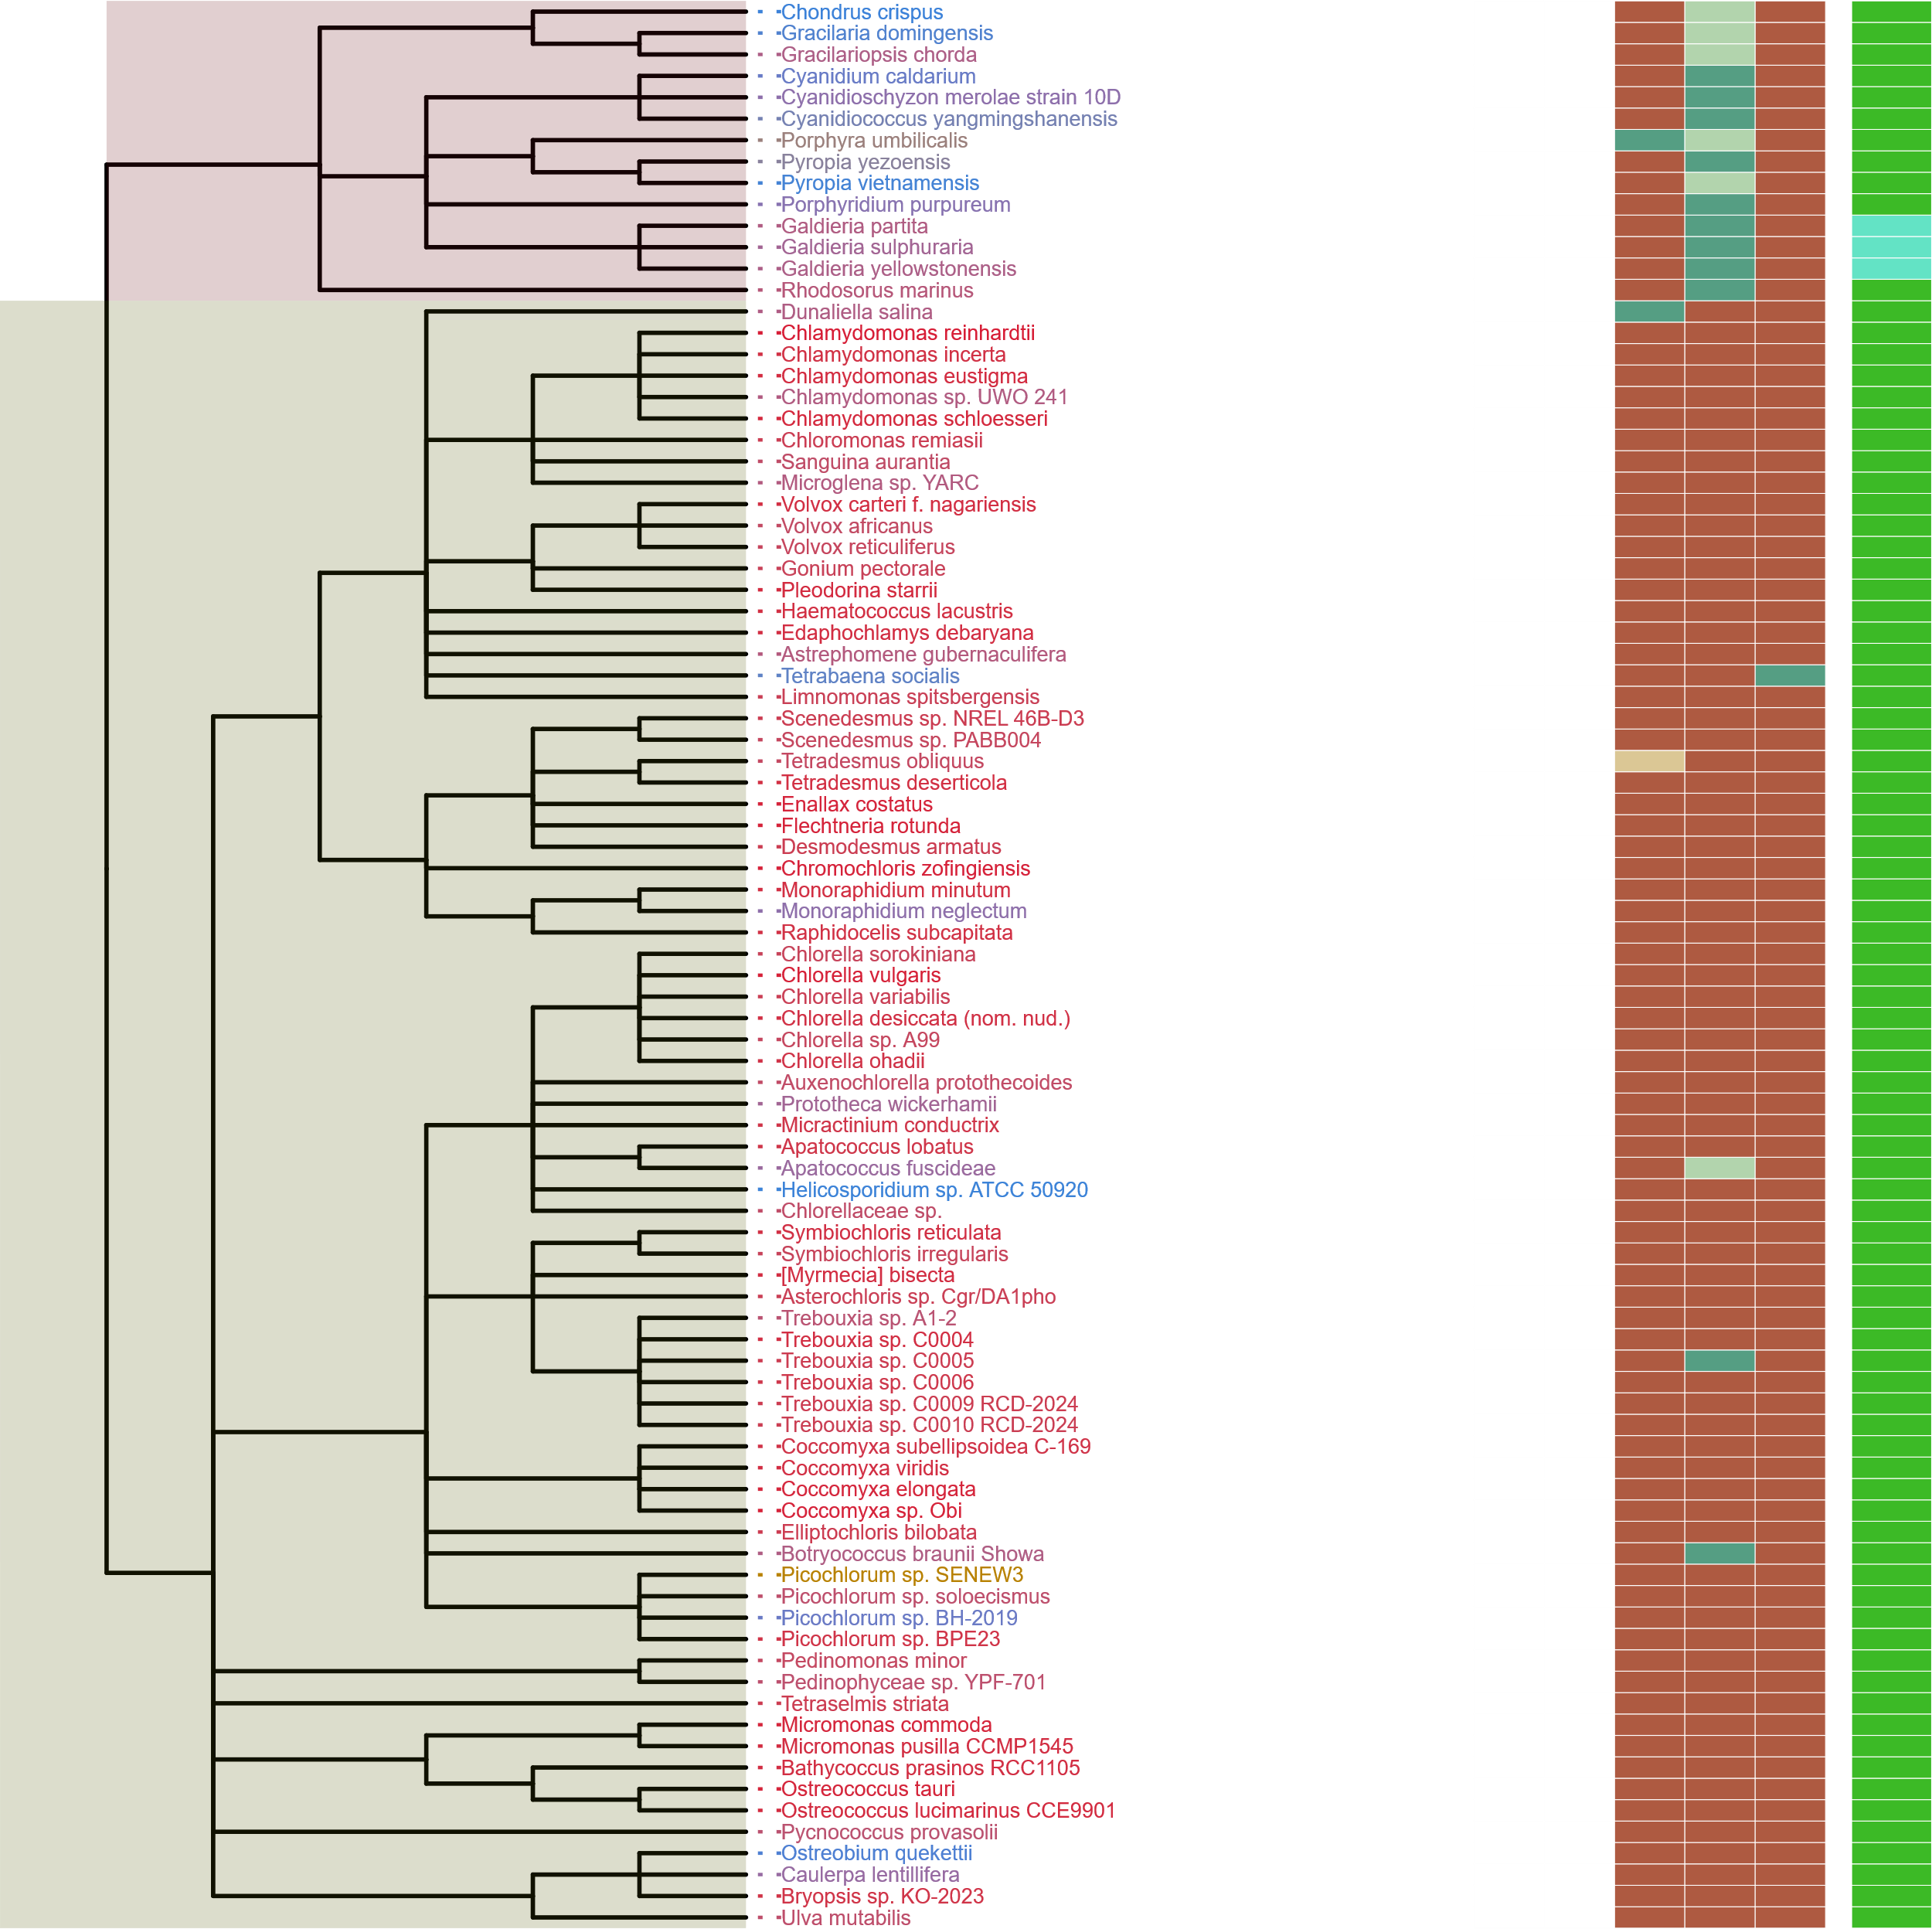 Chondrus crispus
Gracilaria domingensis
Gracilariopsis chorda
Cyanidium caldarium
Cyanidioschyzon merolae strain 10D
Cyanidiococcus yangmingshanensis
Porphyra umbilicalis
Pyropia yezoensis
Pyropia vietnamensis
Porphyridium purpureum
Galdieria partita
Galdieria sulphuraria
Galdieria yellowstonensis
Rhodosorus marinus
Dunaliella salina
Chlamydomonas reinhardtii
Chlamydomonas incerta
Chlamydomonas eustigma
Chlamydomonas sp. UWO 241
Chlamydomonas schloesseri
Chloromonas remiasii
Sanguina aurantia
Microglena sp. YARC
Volvox carteri f. nagariensis
Volvox africanus
Volvox reticuliferus
Gonium pectorale
Pleodorina starrii
Haematococcus lacustris
Edaphochlamys debaryana
Astrephomene gubernaculifera
Tetrabaena socialis
Limnomonas spitsbergensis
Scenedesmus sp. NREL 46B-D3
Scenedesmus sp. PABB004
Tetradesmus obliquus
Tetradesmus deserticola
Enallax costatus
Flechtneria rotunda
Desmodesmus armatus
Chromochloris zofingiensis
Monoraphidium minutum
Monoraphidium neglectum
Raphidocelis subcapitata
Chlorella sorokiniana
Chlorella vulgaris
Chlorella variabilis
Chlorella desiccata (nom. nud.)
Chlorella sp. A99
Chlorella ohadii
Auxenochlorella protothecoides
Prototheca wickerhamii
Micractinium conductrix
Apatococcus lobatus
Apatococcus fuscideae
Helicosporidium sp. ATCC 50920
Chlorellaceae sp.
Symbiochloris reticulata
Symbiochloris irregularis
[Myrmecia] bisecta
Asterochloris sp. Cgr/DA1pho
Trebouxia sp. A1-2
Trebouxia sp. C0004
Trebouxia sp. C0005
Trebouxia sp. C0006
Trebouxia sp. C0009 RCD-2024
Trebouxia sp. C0010 RCD-2024
Coccomyxa subellipsoidea C-169
Coccomyxa viridis
Coccomyxa elongata
Coccomyxa sp. Obi
Elliptochloris bilobata
Botryococcus braunii Showa
Picochlorum sp. SENEW3
Picochlorum sp. soloecismus
Picochlorum sp. BH-2019
Picochlorum sp. BPE23
Pedinomonas minor
Pedinophyceae sp. YPF-701
Tetraselmis striata
Micromonas commoda
Micromonas pusilla CCMP1545
Bathycoccus prasinos RCC1105
Ostreococcus tauri
Ostreococcus lucimarinus CCE9901
Pycnococcus provasolii
Ostreobium quekettii
Caulerpa lentillifera
Bryopsis sp. KO-2023
Ulva mutabilis